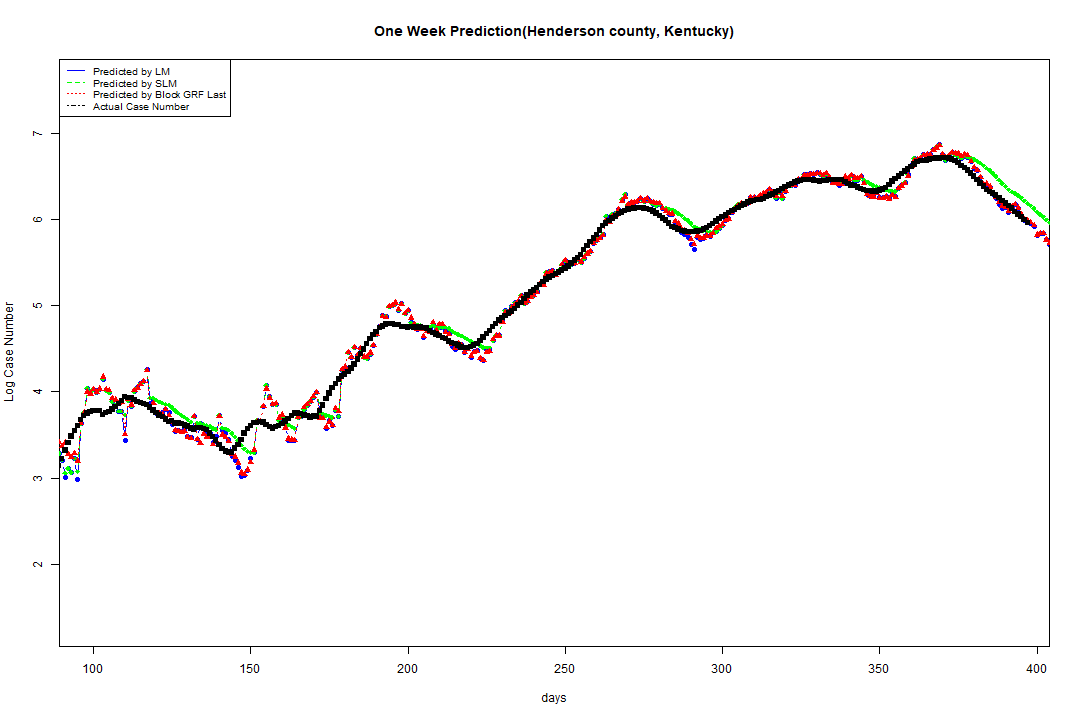 One Week Prediction(Henderson county, Kentucky)
Predicted by LM
Predicted by SLM
Predicted by Block GRF Last
Actual Case Number
Log Case Number
7
6
5
4
3
2
100 150 200 250 300 350 400
days